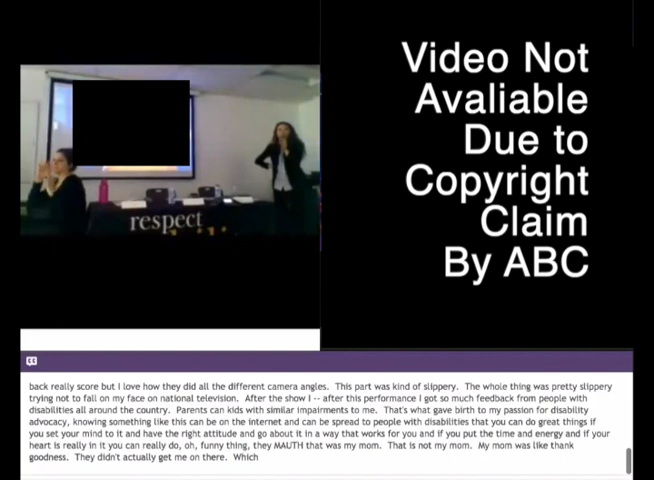 Video Not
Avaliable
Due to
Copyright
Claim
By ABC
respect
back really score but I love how they did all the different camera angles. This part was kind of slippery. The whole thing was pretty slippery
trying not to fall on my face on national television. After the show I -- after this performance I got so much feedback from people with
disabilities all around the country. Parents can kids with similar impairments to me. That's what gave birth to my passion for disability
advocacy, knowing something like this can be on the internet and can be spread to people with disabilities that you can do great things if
you set your mind to it and have the right attitude and go about it in a way that works for you and if you put the time and energy and if your
heart is really in it you can really do, oh, funny thing, they MAUTH that was my mom. That is not my mom. My mom was like thank
goodness. They didn't actually get me on there. Which